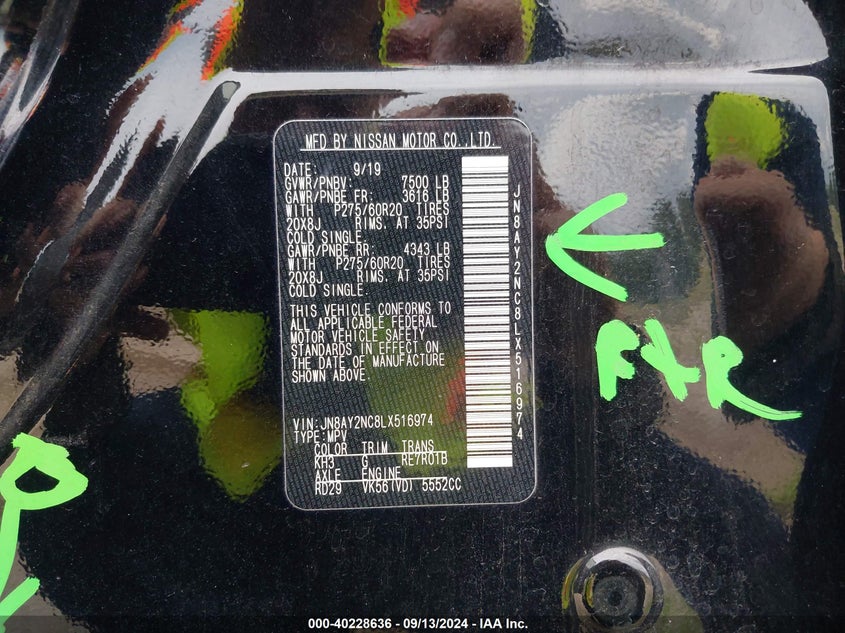 MFD BY NISSAN MOTOR CO.,LTD.
DATE: 9/19
GVWR/PNBV: 7500 LB
GAWR/PNBE FR: 3616 LB
WITH P275/60R20 TIRES
20X8J RIMS. AT 35PSI
COLD SINGLE
GAWR/PNBE RR: 4343 LB
WITH P275/60R20 TIRES
20X8J RIMS. AT 35PSI
COLD SINGLE
THIS VEHICLE CONFORMS TO
ALL APPLICABLE FEDERAL
MOTOR VEHICLE SAFETY
STANDARDS IN EFFECT ON
THE DATE OF MANUFACTURE
SHOWN ABOVE.
VIN:JN8AY2NC8LX516974
TYPE:MPV
COLOR TRIM TRANS
KH3 G RE7R01B
AXLE ENGINE
RD29 VK56(VD) 5552CC
JN8AY2NC8LX516974
000-40228636 - 09/13/2024 - IAA Inc.